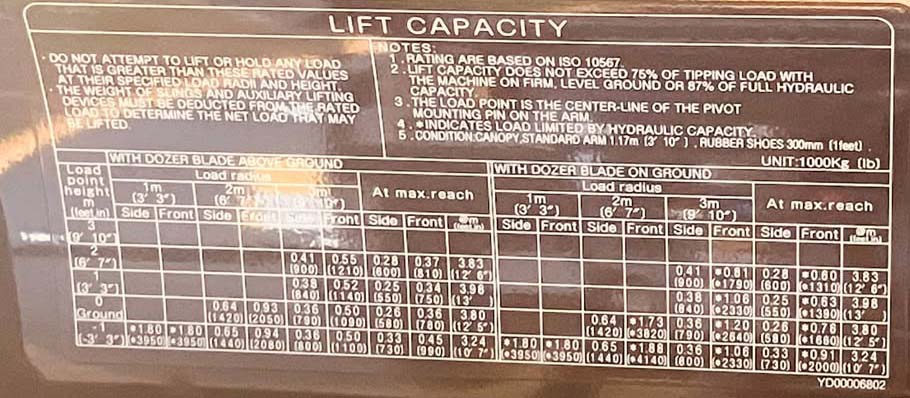 LIFT CAPACITY
· DO NOT ATTEMPT TO LIFT OR HOLD ANY LOAD
THAT IS GREATER THAN THESE RATED VALUES
AT THEIR SPECIFIED LOAD RADII AND HEIGHT.
· THE WEIGHT OF SLINGS AND AUXILIARY LIFTING
DEVICES MUST BE DEDUCTED FROM THE RATED
LOAD TO DETERMINE THE NET LOAD THAT MAY
BE LIFTED.
NOTES:
1. RATING ARE BASED ON ISO 10567.
2. LIFT CAPACITY DOES NOT EXCEED 75% OF TIPPING LOAD WITH
THE MACHINE ON FIRM, LEVEL GROUND OR 87% OF FULL HYDRAULIC
CAPACITY.
3. THE LOAD POINT IS THE CENTER-LINE OF THE PIVOT
MOUNTING PIN ON THE ARM.
4. *INDICATES LOAD LIMITED BY HYDRAULIC CAPACITY.
5. CONDITION:CANOPY,STANDARD ARM 1.17m (3' 10"), RUBBER SHOES 300mm (1feet).
UNIT:1000Kg (lb)
Load point height m (feet.in) WITH DOZER BLADE ABOVE GROUND WITH DOZER BLADE ON GROUND
Load radius At max.reach Load radius At max.reach
1m (3' 3") 2m (6' 7") 3m (9' 10") 1m (3' 3") 2m (6' 7") 3m (9' 10")
Side Front Side Front Side Front Side Front m (feet.in) Side Front Side Front Side Front Side Front m (feet.in)
3
(9' 10")
2 0.41 0.55 0.28 0.37 3.83 0.41 *0.81 0.28 *0.60 3.83
(6' 7") (900) (1210) (600) (810) (12' 6") (900) (*1790) (600) (*1310) (12' 6")
1 0.38 0.52 0.25 0.34 3.98 0.38 *1.06 0.25 *0.63 3.98
(3' 3") (840) (1140) (550) (750) (13' ) (840) (*2330) (550) (*1390) (13' )
0 0.64 0.93 0.36 0.50 0.26 0.36 3.80 0.64 *1.73 0.36 *1.20 0.26 *0.76 3.80
Ground (1420) (2050) (790) (1090) (580) (780) (12' 5") (1420) (*3820) (790) (*2640) (580) (*1660) (12' 5")
-1 *1.80 *1.80 0.65 0.94 0.36 0.50 0.33 0.45 3.24 *1.80 *1.80 0.65 *1.88 0.36 *1.06 0.33 *0.91 3.24
(-3' 3") (*3950) (*3950) (1440) (2080) (800) (1100) (730) (990) (10' 7") (*3950) (*3950) (1440) (*4140) (800) (*2330) (730) (*2000) (10' 7")
YD00006802